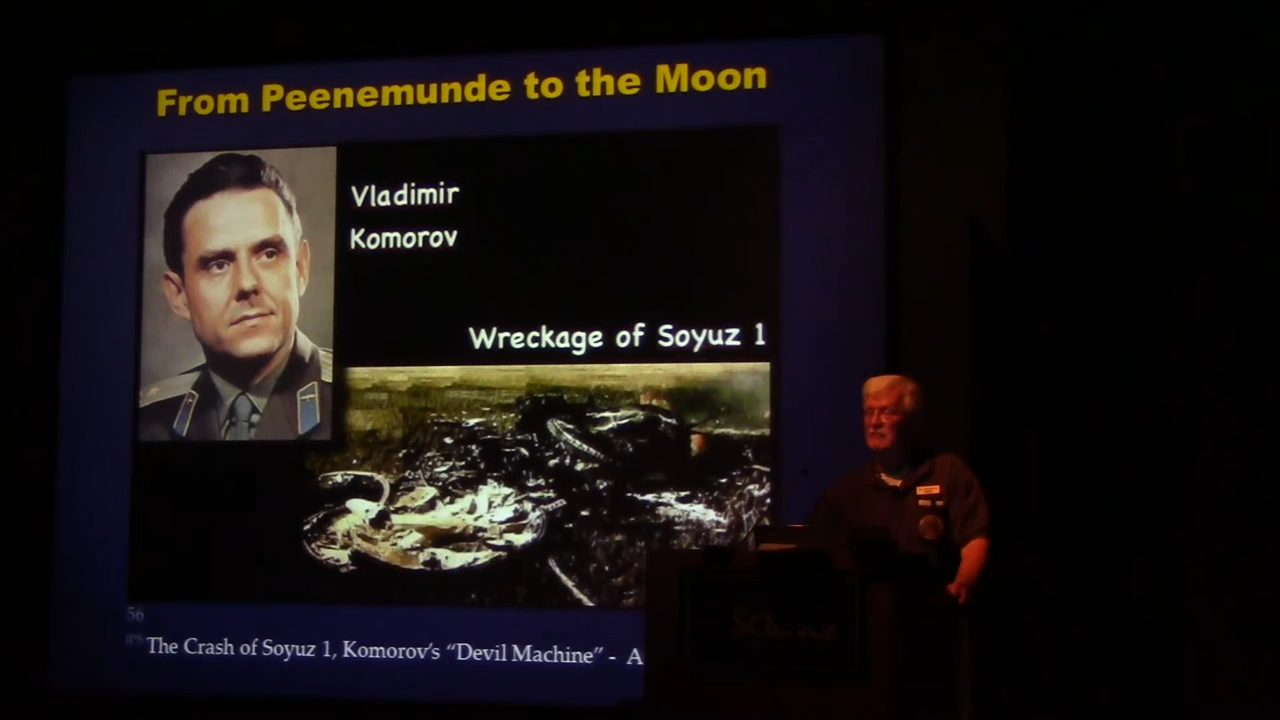 From Peenemunde to the Moon
Vladimir
Komorov
Wreckage of Soyuz 1
56
The Crash of Soyuz 1, Komorov's “Devil Machine” - A